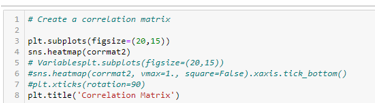 1 # Create a correlation matrix
2
3 plt.subplots(figsize=(20,15))
4 sns.heatmap(corrmat2)
5 # Variablesplt.subplots(figsize=(20,15))
6 #sns.heatmap(corrmat2, vmax=1., square=False).xaxis.tick_bottom()
7 #plt.xticks(rotation=90)
8 plt.title('Correlation Matrix')